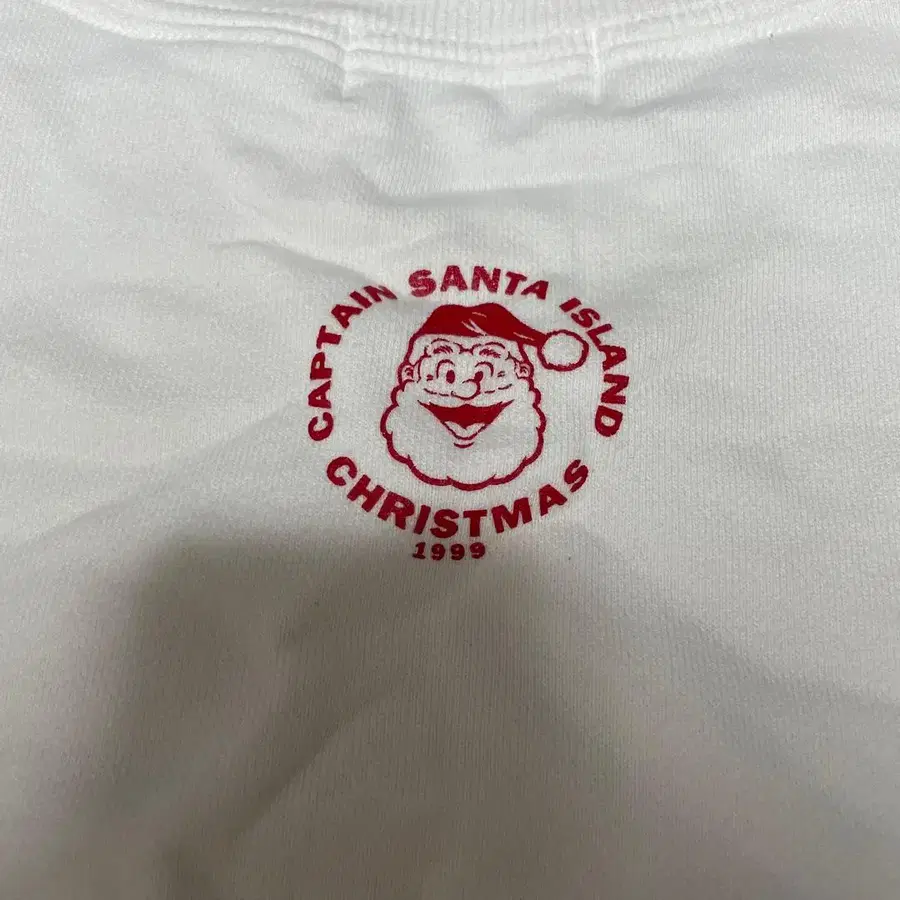 CAPTAIN SANTA ISLAND
CHRISTMAS
1999